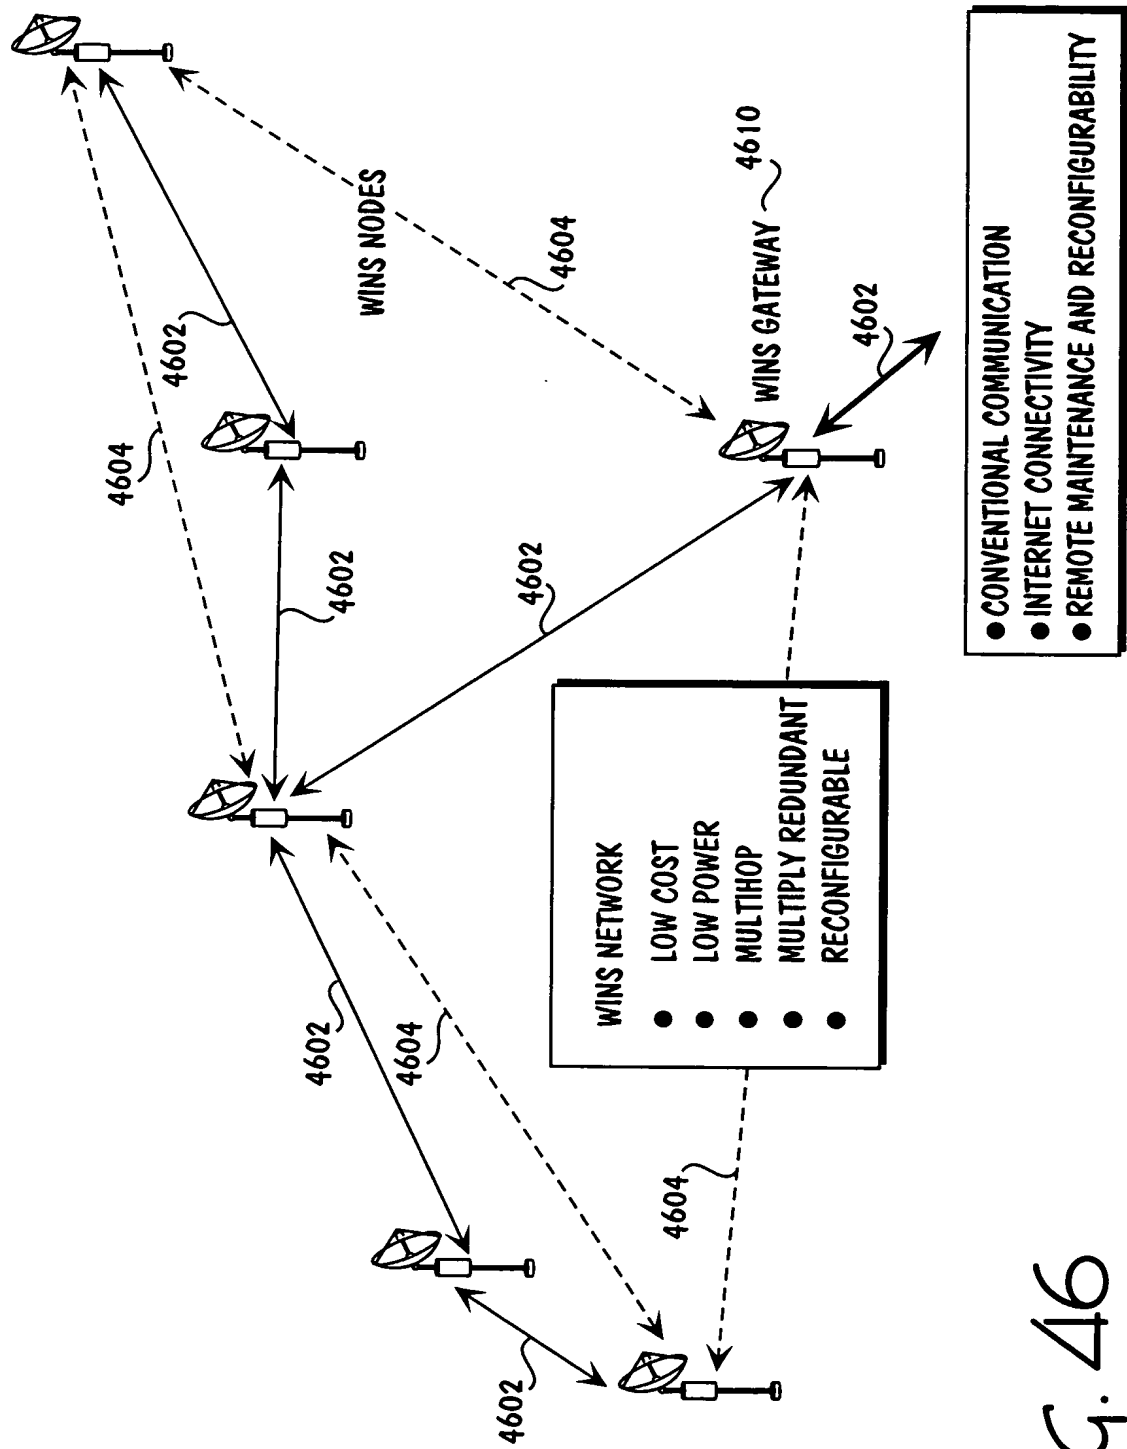 4602
4604
4602
4604
4602
4602
4604
4602
4604
4602
WINS NODES
WINS GATEWAY
4610
WINS NETWORK
● LOW COST
● LOW POWER
● MULTIHOP
● MULTIPLY REDUNDANT
● RECONFIGURABLE
● CONVENTIONAL COMMUNICATION
● INTERNET CONNECTIVITY
● REMOTE MAINTENANCE AND RECONFIGURABILITY
G. 46